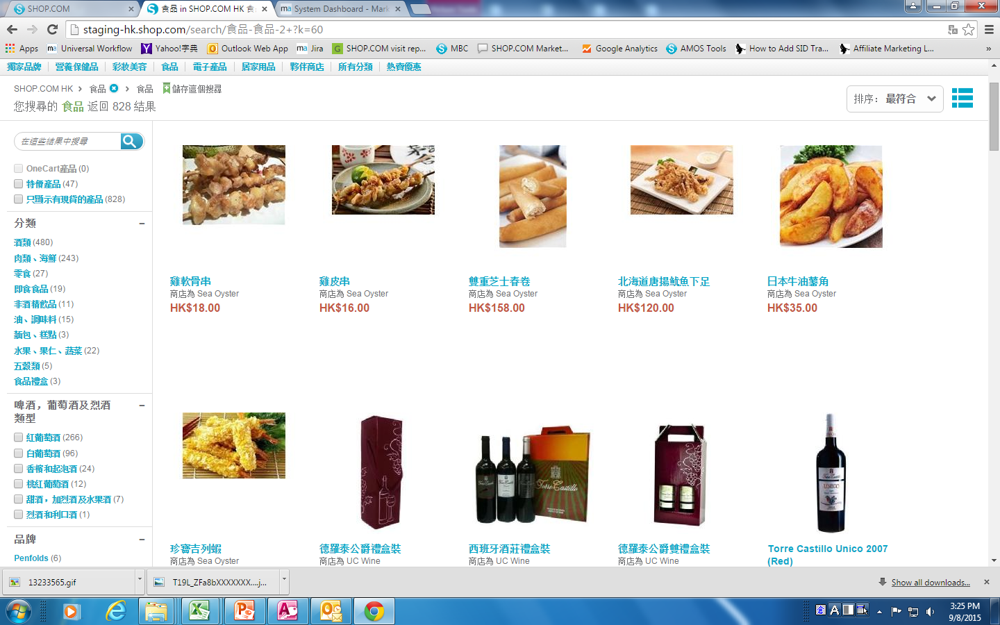 SHOP.COM
食品 in SHOP.COM HK 食
System Dashboard - Mark
staging-hk.shop.com/search/食品-食品-2+?k=60
Apps
Universal Workflow
Yahoo!字典
Outlook Web App
Jira
SHOP.COM visit rep...
MBC
SHOP.COM Market...
Google Analytics
AMOS Tools
How to Add SID Tra...
Affiliate Marketing L...
»
獨家品牌
營養保健品
彩妝美容
食品
電子產品
居家用品
夥伴商店
所有分類
熱賣優惠
SHOP.COM HK > 食品 > 食品 儲存這個搜尋
您搜尋的 食品 返回 828 結果
排序： 最符合
在這些結果中搜尋
OneCart產品 (0)
特價產品 (47)
只顯示有現貨的產品 (828)
分類
酒類 (480)
肉類、海鮮 (243)
零食 (27)
即食食品 (19)
非酒精飲品 (11)
油、調味料 (15)
麵包、糕點 (3)
水果、果仁、蔬菜 (22)
五穀類 (5)
食品禮盒 (3)
啤酒，葡萄酒及烈酒
類型
紅葡萄酒 (266)
白葡萄酒 (96)
香檳和起泡酒 (24)
桃紅葡萄酒 (12)
甜酒，加烈酒及水果酒 (7)
烈酒和利口酒 (1)
品牌
Penfolds (6)
雞軟骨串
商店為 Sea Oyster
HK$18.00
雞皮串
商店為 Sea Oyster
HK$16.00
雙重芝士春卷
商店為 Sea Oyster
HK$158.00
北海道唐揚魷魚下足
商店為 Sea Oyster
HK$120.00
日本牛油薯角
商店為 Sea Oyster
HK$35.00
Torre Castillo
UNICO
珍寶吉列蝦
商店為 Sea Oyster
德羅泰公爵禮盒裝
商店為 UC Wine
西班牙酒莊禮盒裝
商店為 UC Wine
德羅泰公爵雙禮盒裝
商店為 UC Wine
Torre Castillo Unico 2007
(Red)
13233565.gif
T19L_ZFa8bXXXXXXX....j...
Show all downloads...
倉
A
3:25 PM
9/8/2015